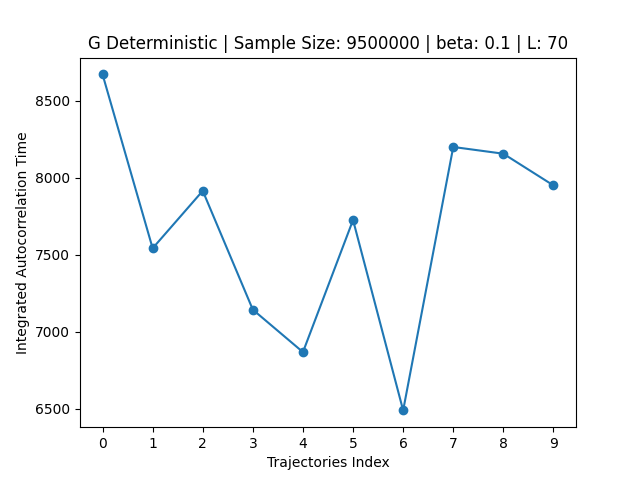 G Deterministic | Sample Size: 9500000 | beta: 0.1 | L: 70
Integrated Autocorrelation Time
8500
8000
7500
7000
6500
0 1 2 3 4 5 6 7 8 9
Trajectories Index